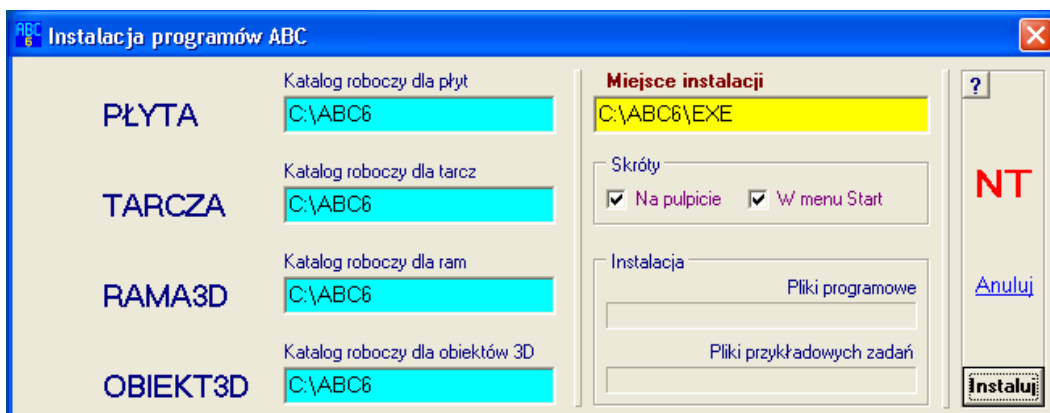 ABC 6 Instalacja programów ABC
PŁYTA
Katalog roboczy dla płyt
C:\ABC6
TARCZA
Katalog roboczy dla tarcz
C:\ABC6
RAMA3D
Katalog roboczy dla ram
C:\ABC6
OBIEKT3D
Katalog roboczy dla obiektów 3D
C:\ABC6
Miejsce instalacji
C:\ABC6\EXE
Skróty
Na pulpicie W menu Start
Instalacja
Pliki programowe
Pliki przykładowych zadań
?
NT
Anuluj
Instaluj